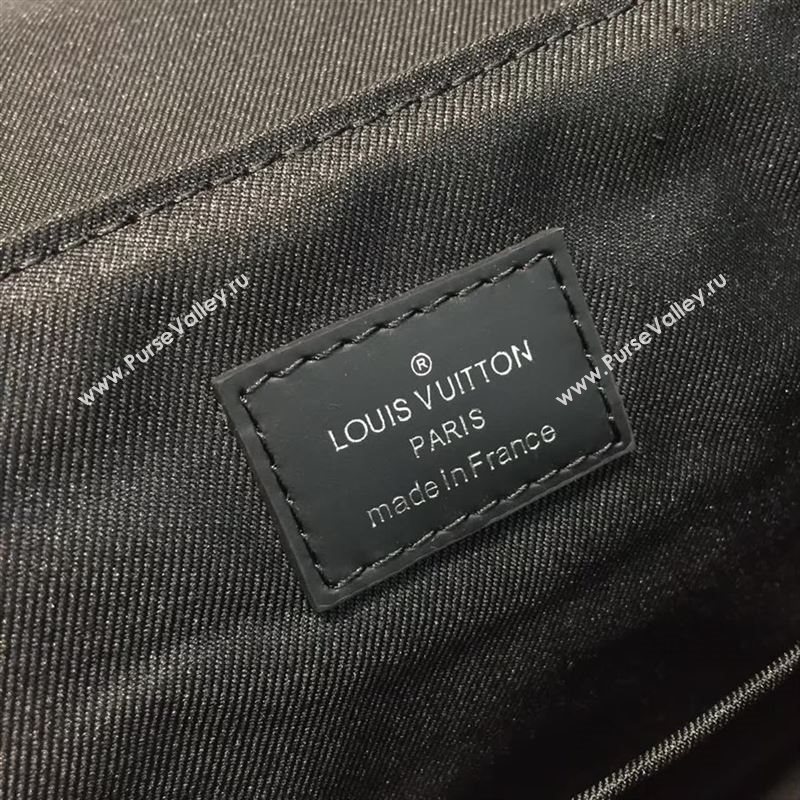 ®
LOUIS VUITTON
PARIS
made in France
www.PurseValley.ru
www.PurseValley.ru